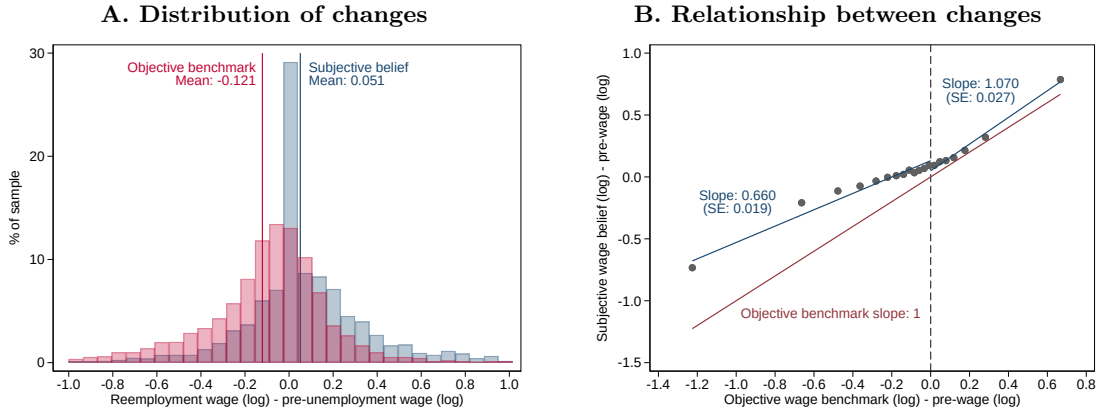 A. Distribution of changes
30
20
10
0
% of sample
Objective benchmark
Mean: -0.121
Subjective belief
Mean: 0.051
-1.0 -0.8 -0.6 -0.4 -0.2 0.0 0.2 0.4 0.6 0.8 1.0
Reemployment wage (log) - pre-unemployment wage (log)
B. Relationship between changes
1.0
0.5
0.0
-0.5
-1.0
-1.5
Subjective wage belief (log) - pre-wage (log)
Slope: 1.070
(SE: 0.027)
Slope: 0.660
(SE: 0.019)
Objective benchmark slope: 1
-1.4 -1.2 -1.0 -0.8 -0.6 -0.4 -0.2 0.0 0.2 0.4 0.6 0.8
Objective wage benchmark (log) - pre-wage (log)